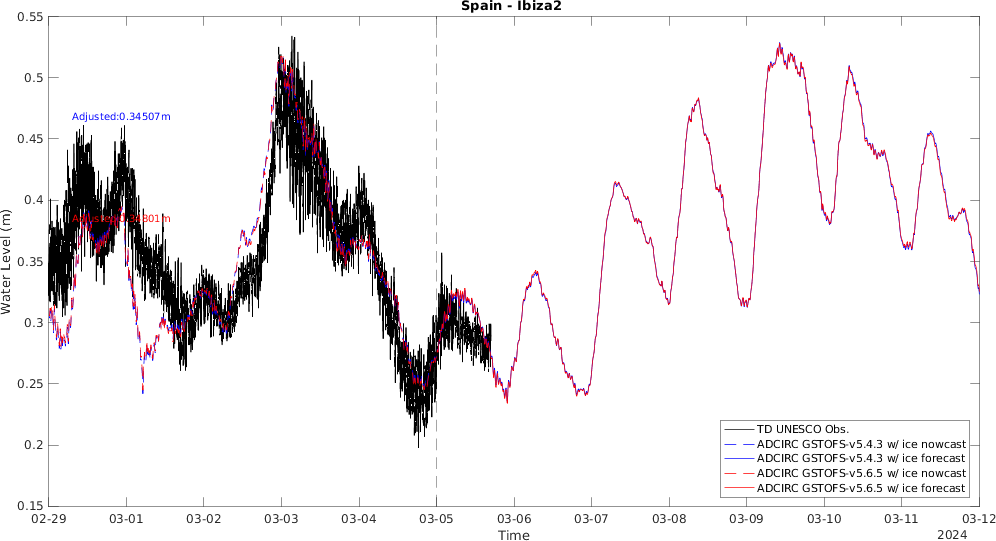 Spain - Ibiza2
0.55
0.5
0.45
0.4
0.35
0.3
0.25
0.2
0.15
Water Level (m)
Adjusted:0.34507m
02-29
03-01
03-02
03-03
03-04
03-05
03-06
03-07
03-08
03-09
03-10
03-11
03-12
Time
2024
TD UNESCO Obs.
ADCIRC GSTOFS-v5.4.3 w/ ice nowcast
ADCIRC GSTOFS-v5.4.3 w/ ice forecast
ADCIRC GSTOFS-v5.6.5 w/ ice nowcast
ADCIRC GSTOFS-v5.6.5 w/ ice forecast